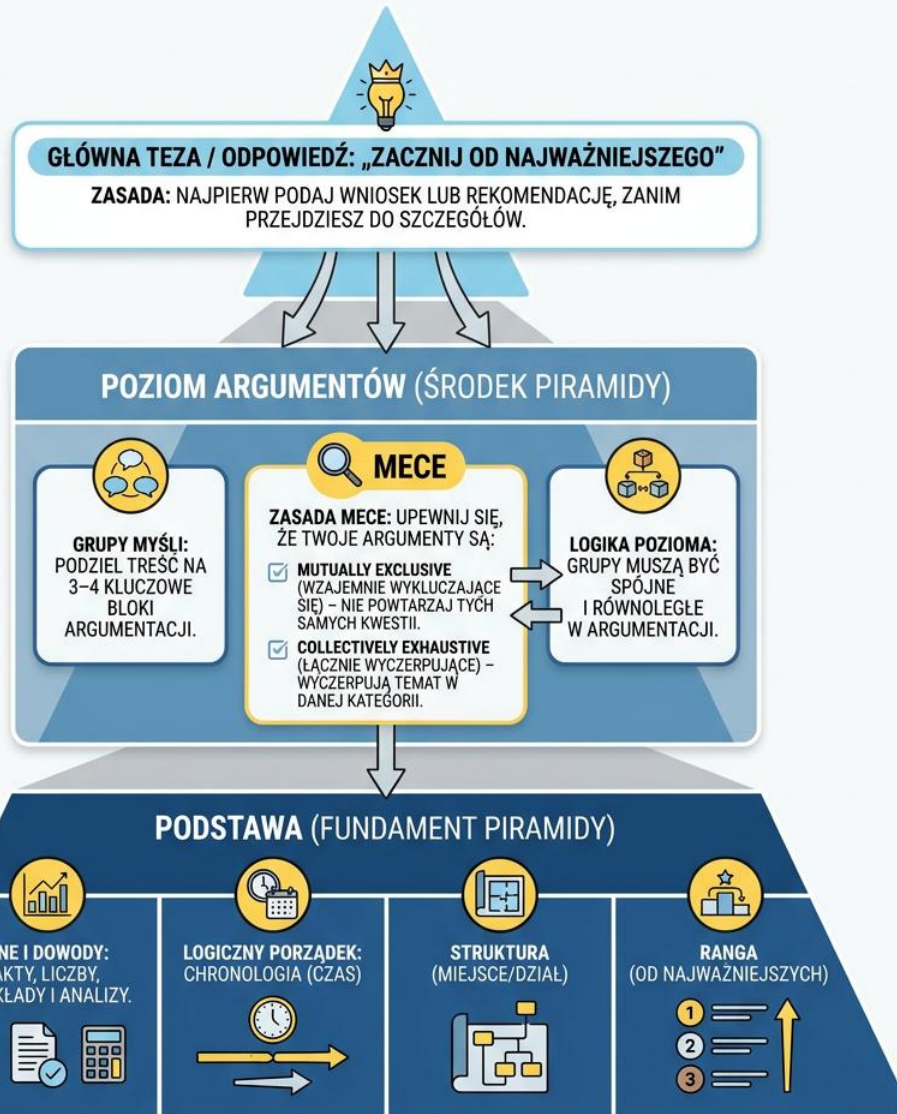 GŁÓWNA TEZA / ODPOWIEDŹ: „ZACZNIJ OD NAJWAŻNIEJSZEGO”
ZASADA: NAJPIERW PODAJ WNIOSEK LUB REKOMENDACJĘ, ZANIM
PRZEJDZIESZ DO SZCZEGÓŁÓW.
POZIOM ARGUMENTÓW (ŚRODEK PIRAMIDY)
GRUPY MYŚLI:
PODZIEL TREŚĆ NA
3–4 KLUCZOWE
BLOKI
ARGUMENTACJI.
MECE
ZASADA MECE: UPEWNIJ SIĘ,
ŻE TWOJE ARGUMENTY SĄ:
MUTUALLY EXCLUSIVE
(WZAJEMNIE WYKLUCZAJĄCE
SIĘ) – NIE POWTARZAJ TYCH
SAMYCH KWESTII.
COLLECTIVELY EXHAUSTIVE
(ŁĄCZNIE WYCZERPUJĄCE) –
WYCZERPUJĄ TEMAT W
DANEJ KATEGORII.
LOGIKA POZIOMA:
GRUPY MUSZĄ BYĆ
SPÓJNE
I RÓWNOLEGŁE
W ARGUMENTACJI.
PODSTAWA (FUNDAMENT PIRAMIDY)
NE I DOWODY:
AKTY, LICZBY,
KŁADY I ANALIZY.
LOGICZNY PORZĄDEK:
CHRONOLOGIA (CZAS)
STRUKTURA
(MIEJSCE/DZIAŁ)
RANGA
(OD NAJWAŻNIEJSZYCH)
1
2
3